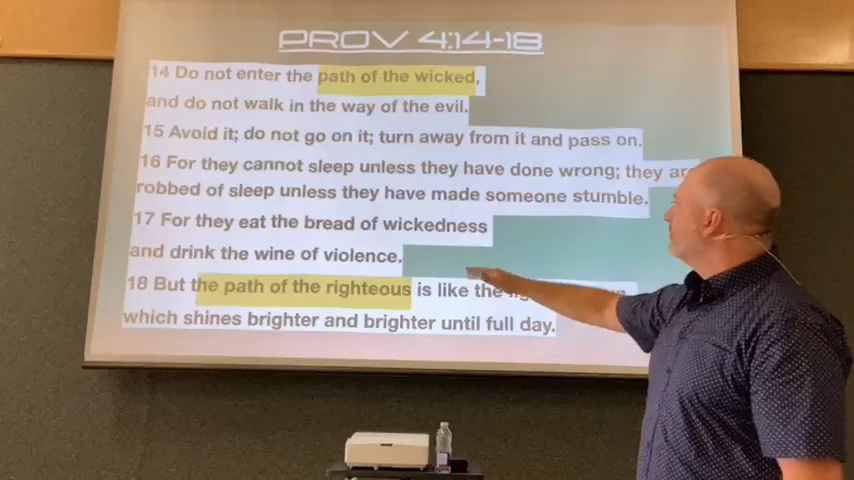 PROV 4:14-18
14 Do not enter the path of the wicked,
and do not walk in the way of the evil.
15 Avoid it; do not go on it; turn away from it and pass on.
16 For they cannot sleep unless they have done wrong; they
robbed of sleep unless they have made someone stumble.
17 For they eat the bread of wickedness
and drink the wine of violence.
18 But the path of the righteous is like the
which shines brighter and brighter until full day.